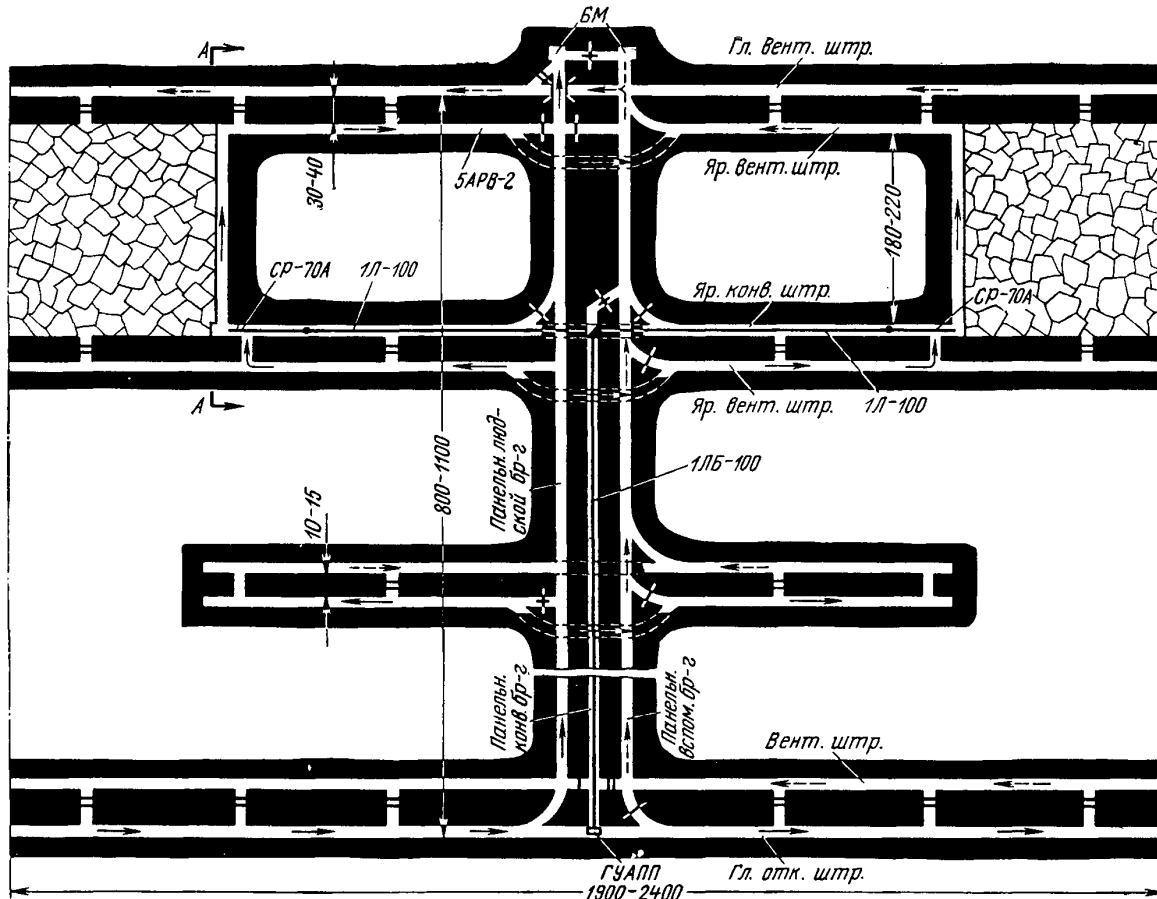 БМ
А
Гл. вент. штр.
30-40
5АРВ-2
Яр. вент. штр.
180-220
СР-70А
1Л-100
Яр. конв. штр.
СР-70А
А
Яр. вент. штр.
1Л-100
800-1100
Панельн. люд-
ской бр-г
1ЛБ-100
10-15
Панельн.
конв. бр-г
Панельн.
вспом. бр-г
Вент. штр.
ГУАПП
Гл. отк. штр.
1900-2400